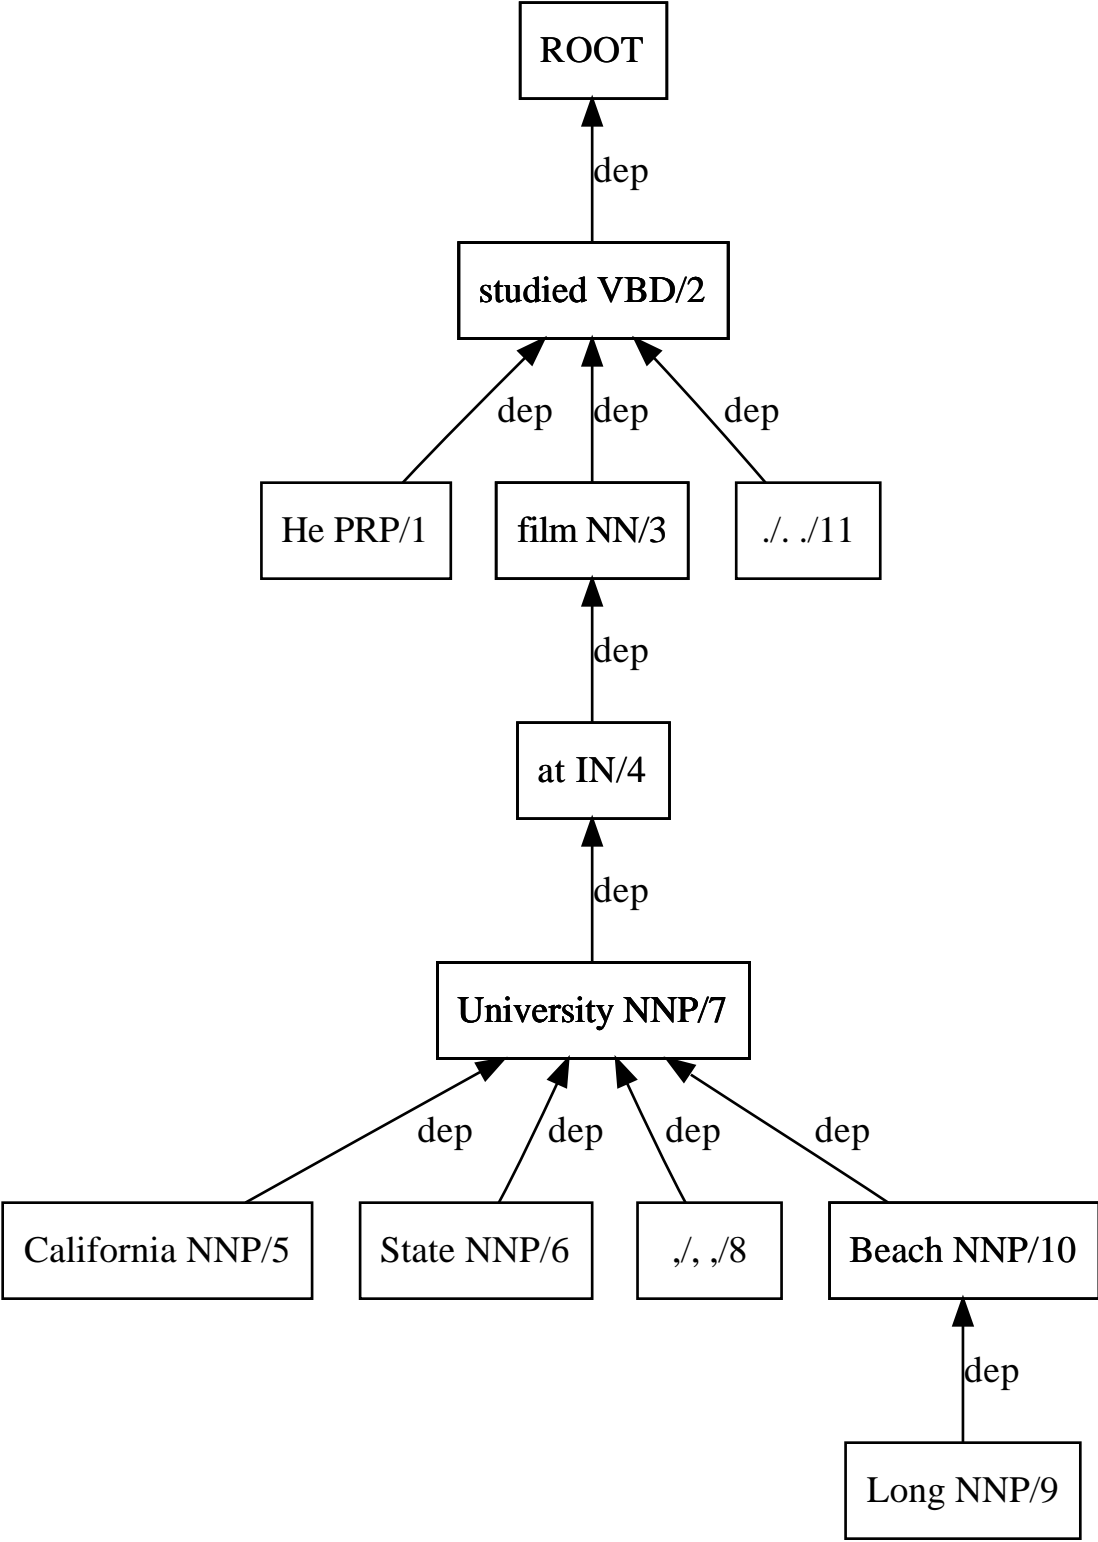 ROOT
dep
studied VBD/2
dep dep dep
He PRP/1 film NN/3 ./. ./11
dep
at IN/4
dep
University NNP/7
dep dep dep dep
California NNP/5 State NNP/6 ,/, ,/8 Beach NNP/10
dep
Long NNP/9